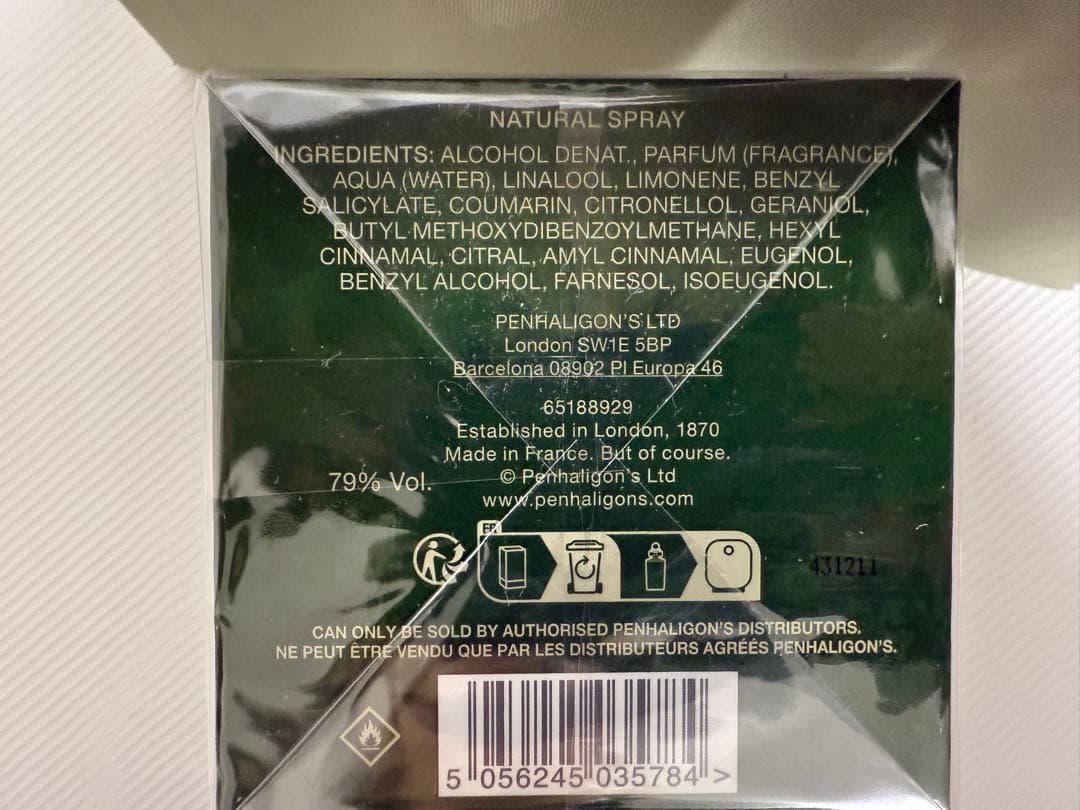 NATURAL SPRAY
INGREDIENTS: ALCOHOL DENAT., PARFUM (FRAGRANCE),
AQUA (WATER), LINALOOL, LIMONENE, BENZYL
SALICYLATE, COUMARIN, CITRONELLOL, GERANIOL,
BUTYL METHOXYDIBENZOYLMETHANE, HEXYL
CINNAMAL, CITRAL, AMYL CINNAMAL, EUGENOL,
BENZYL ALCOHOL, FARNESOL, ISOEUGENOL.
PENHALIGON'S LTD
London SW1E 5BP
Barcelona 08902 Pl Europa 46
65188929
Established in London, 1870
Made in France. But of course.
79% Vol.
© Penhaligon's Ltd
www.penhaligons.com
FR
431211
CAN ONLY BE SOLD BY AUTHORISED PENHALIGON'S DISTRIBUTORS.
NE PEUT ÊTRE VENDU QUE PAR LES DISTRIBUTEURS AGRÉÉS PENHALIGON'S.
5 056245 035784 >